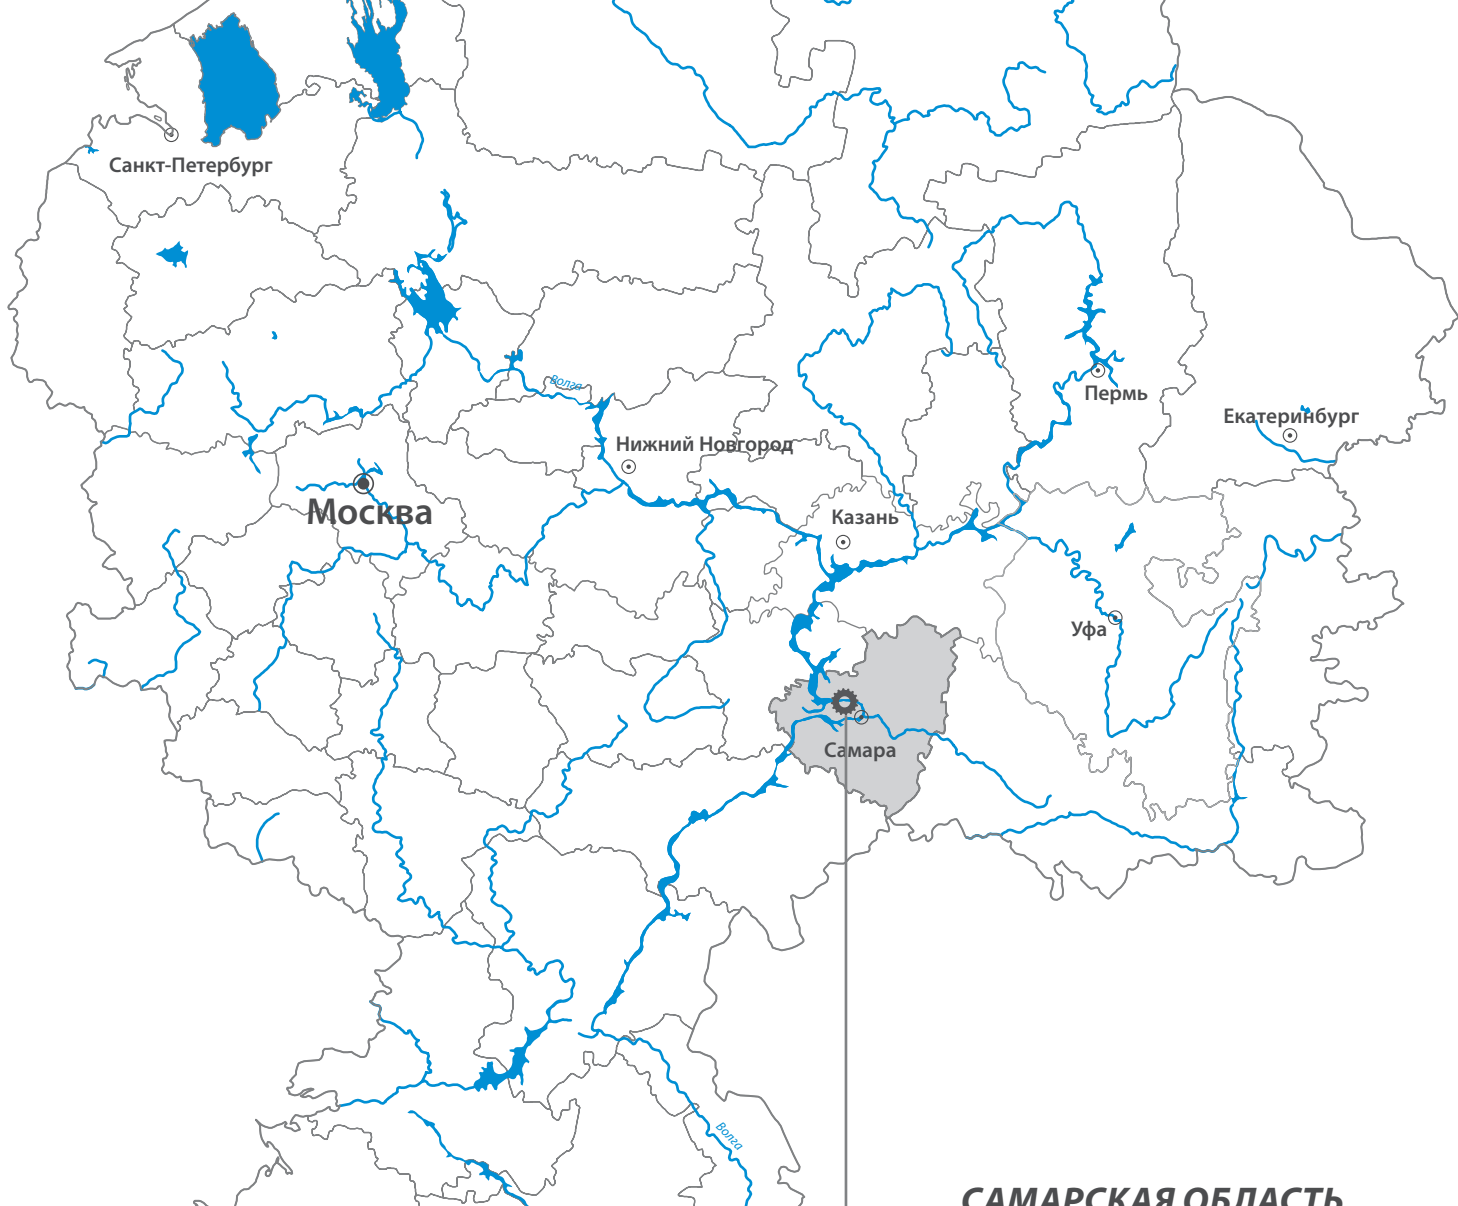 Санкт-Петербург
Волга
Пермь
Екатеринбург
Нижний Новгород
Москва
Казань
Уфа
Самара
Волга
САМАРСКАЯ ОБЛАСТЬ